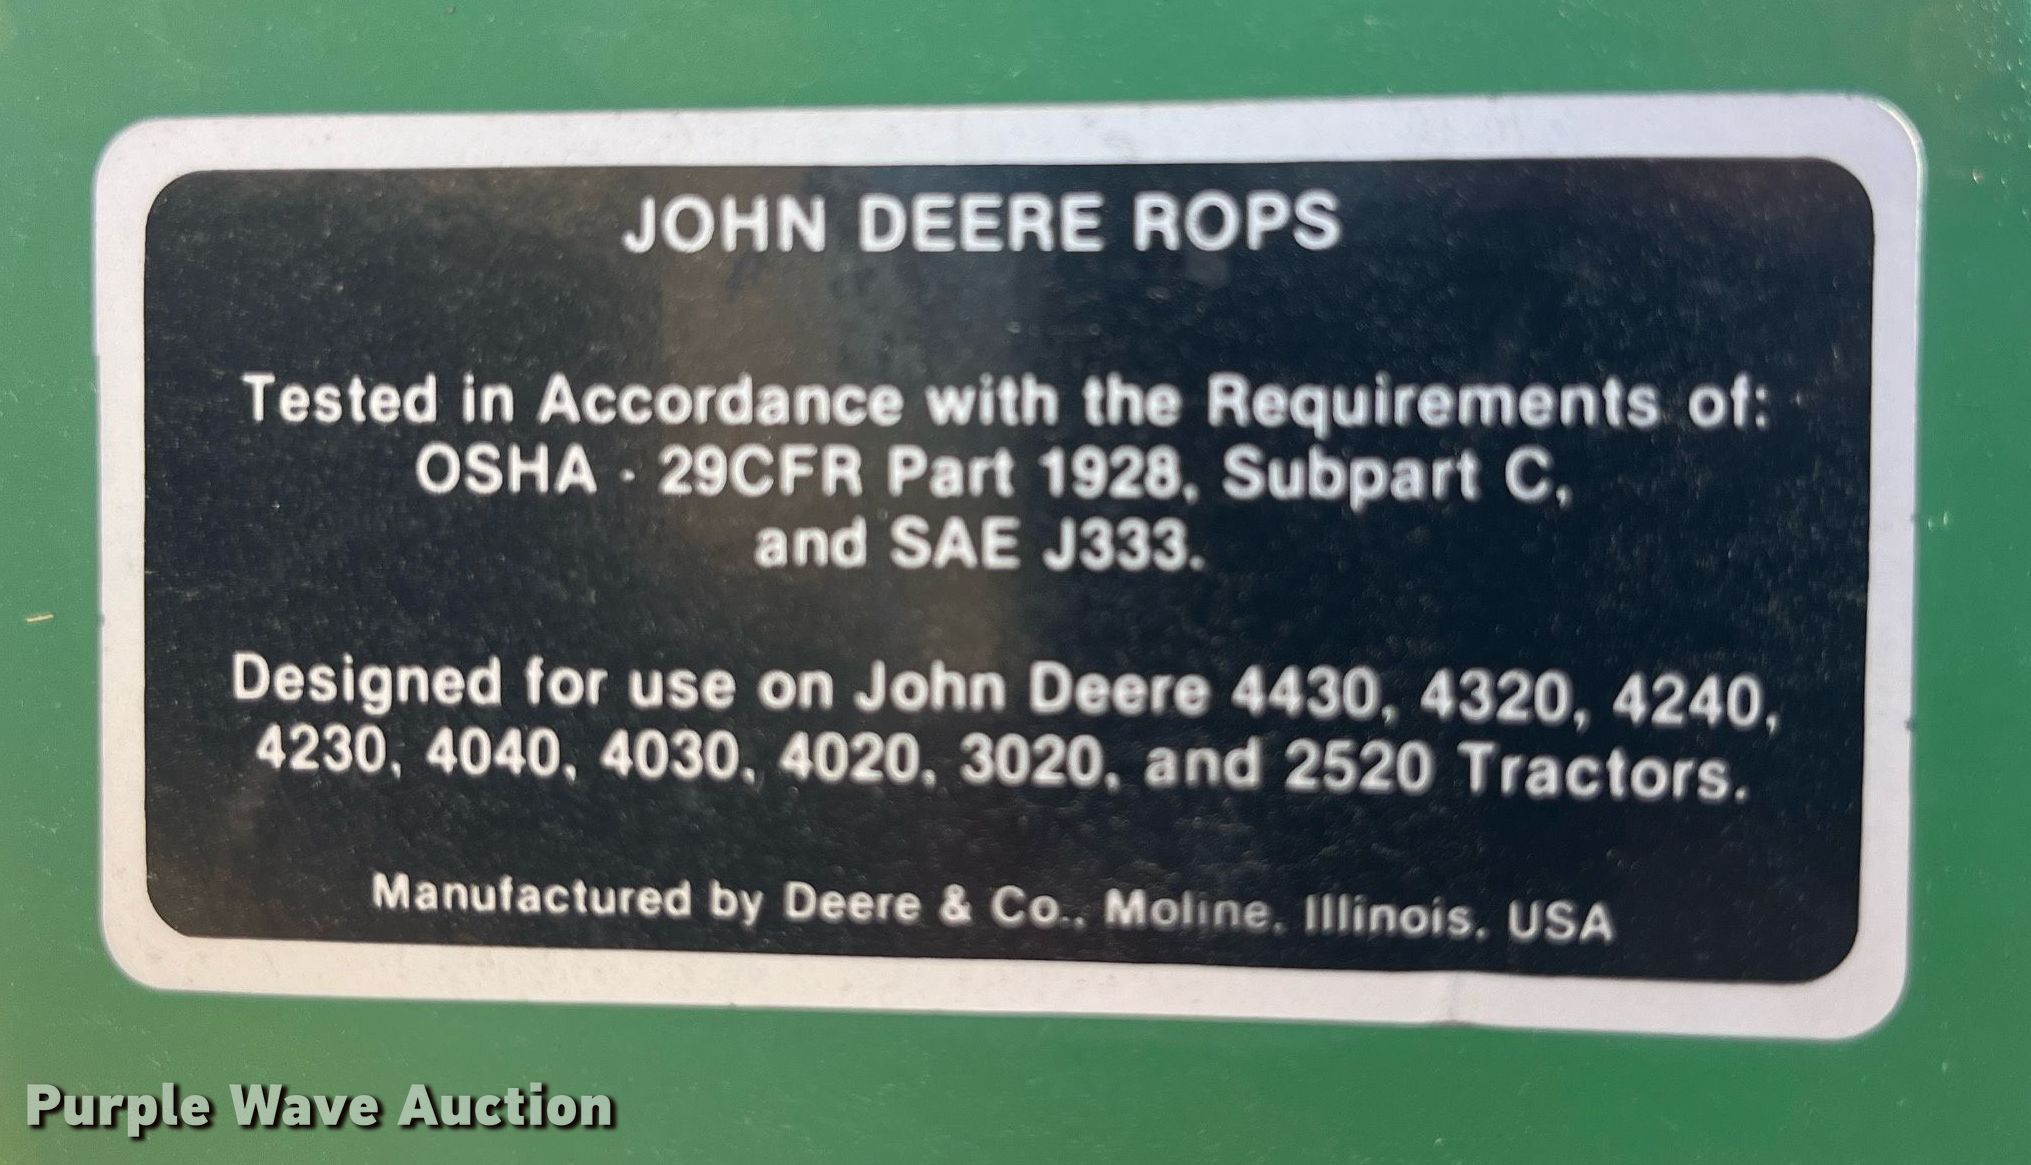 JOHN DEERE ROPS
Tested in Accordance with the Requirements of:
OSHA - 29CFR Part 1928, Subpart C,
and SAE J333.
Designed for use on John Deere 4430, 4320, 4240,
4230, 4040, 4030, 4020, 3020, and 2520 Tractors.
Manufactured by Deere & Co., Moline, Illinois, USA
Purple Wave Auction